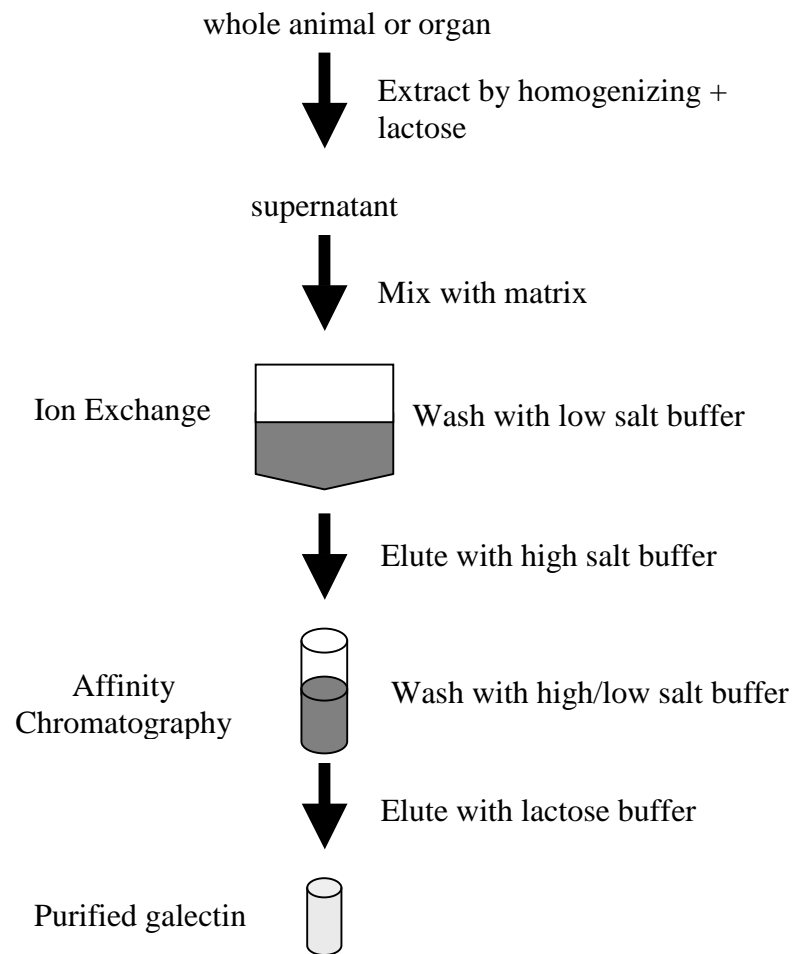 whole animal or organ
Extract by homogenizing +
lactose
supernatant
Mix with matrix
Ion Exchange
Wash with low salt buffer
Elute with high salt buffer
Affinity
Chromatography
Wash with high/low salt buffer
Elute with lactose buffer
Purified galectin